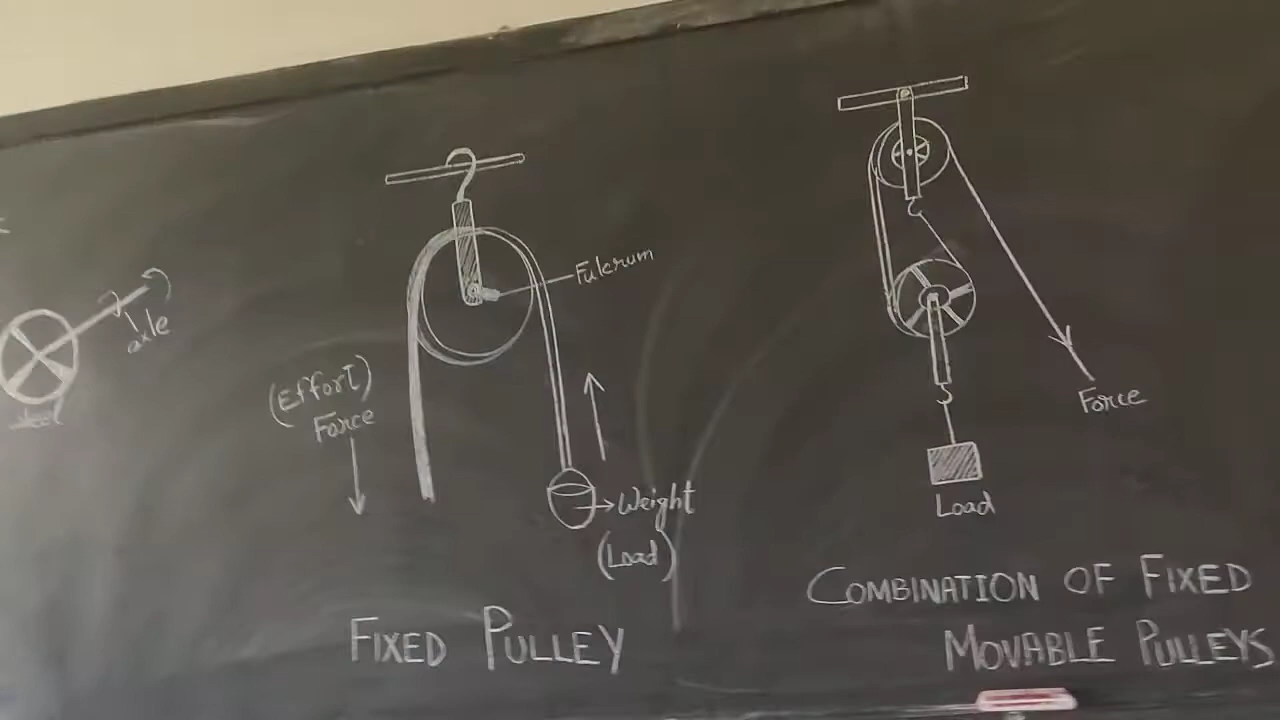 axle
Fulcrum
(Effort)
Force
Weight
(Load)
FIXED PULLEY
Force
Load
COMBINATION OF FIXED
MOVABLE PULLEYS